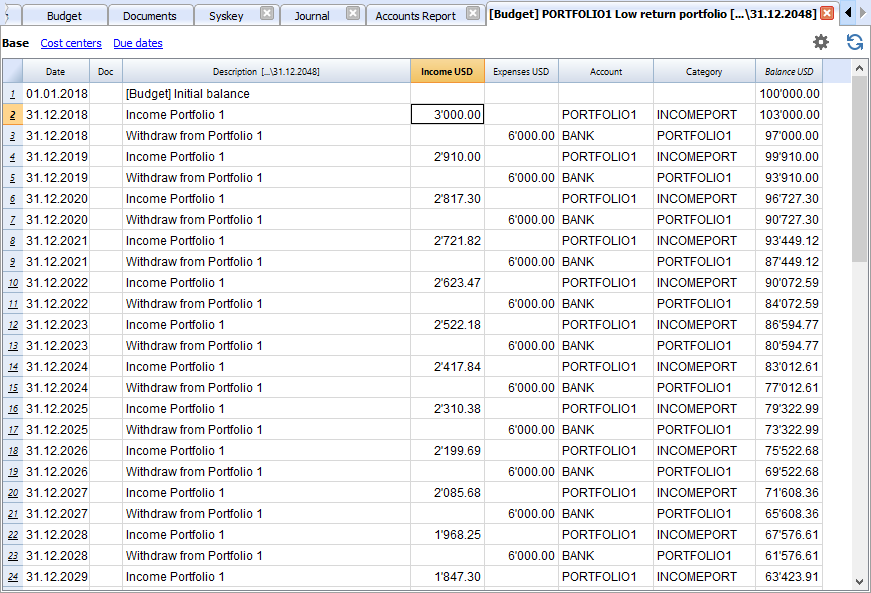 Budget Documents Syskey Journal Accounts Report [Budget] PORTFOLIO1 Low return portfolio [...\31.12.2048]
Base Cost centers Due dates
Date Doc Description [...\31.12.2048] Income USD Expenses USD Account Category Balance USD
1 01.01.2018 [Budget] Initial balance 100'000.00
2 31.12.2018 Income Portfolio 1 3'000.00 PORTFOLIO1 INCOMEPORT 103'000.00
3 31.12.2018 Withdraw from Portfolio 1 6'000.00 BANK PORTFOLIO1 97'000.00
4 31.12.2019 Income Portfolio 1 2'910.00 PORTFOLIO1 INCOMEPORT 99'910.00
5 31.12.2019 Withdraw from Portfolio 1 6'000.00 BANK PORTFOLIO1 93'910.00
6 31.12.2020 Income Portfolio 1 2'817.30 PORTFOLIO1 INCOMEPORT 96'727.30
7 31.12.2020 Withdraw from Portfolio 1 6'000.00 BANK PORTFOLIO1 90'727.30
8 31.12.2021 Income Portfolio 1 2'721.82 PORTFOLIO1 INCOMEPORT 93'449.12
9 31.12.2021 Withdraw from Portfolio 1 6'000.00 BANK PORTFOLIO1 87'449.12
10 31.12.2022 Income Portfolio 1 2'623.47 PORTFOLIO1 INCOMEPORT 90'072.59
11 31.12.2022 Withdraw from Portfolio 1 6'000.00 BANK PORTFOLIO1 84'072.59
12 31.12.2023 Income Portfolio 1 2'522.18 PORTFOLIO1 INCOMEPORT 86'594.77
13 31.12.2023 Withdraw from Portfolio 1 6'000.00 BANK PORTFOLIO1 80'594.77
14 31.12.2024 Income Portfolio 1 2'417.84 PORTFOLIO1 INCOMEPORT 83'012.61
15 31.12.2024 Withdraw from Portfolio 1 6'000.00 BANK PORTFOLIO1 77'012.61
16 31.12.2025 Income Portfolio 1 2'310.38 PORTFOLIO1 INCOMEPORT 79'322.99
17 31.12.2025 Withdraw from Portfolio 1 6'000.00 BANK PORTFOLIO1 73'322.99
18 31.12.2026 Income Portfolio 1 2'199.69 PORTFOLIO1 INCOMEPORT 75'522.68
19 31.12.2026 Withdraw from Portfolio 1 6'000.00 BANK PORTFOLIO1 69'522.68
20 31.12.2027 Income Portfolio 1 2'085.68 PORTFOLIO1 INCOMEPORT 71'608.36
21 31.12.2027 Withdraw from Portfolio 1 6'000.00 BANK PORTFOLIO1 65'608.36
22 31.12.2028 Income Portfolio 1 1'968.25 PORTFOLIO1 INCOMEPORT 67'576.61
23 31.12.2028 Withdraw from Portfolio 1 6'000.00 BANK PORTFOLIO1 61'576.61
24 31.12.2029 Income Portfolio 1 1'847.30 PORTFOLIO1 INCOMEPORT 63'423.91